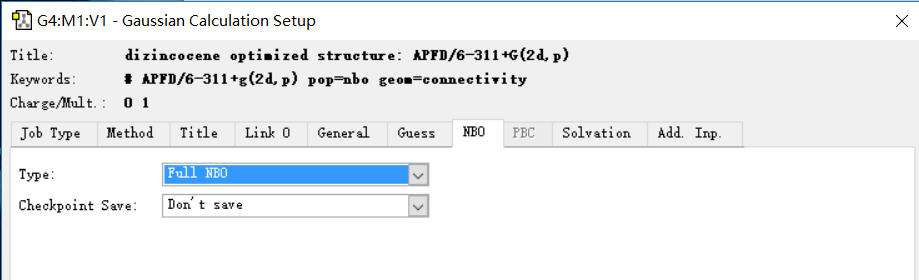 G4:M1:V1 - Gaussian Calculation Setup
Title: dizincocene optimized structure: APFD/6-311+G(2d,p)
Keywords: # APFD/6-311+g(2d,p) pop=nbo geom=connectivity
Charge/Mult.: 0 1
Job Type Method Title Link 0 General Guess NBO PBC Solvation Add. Inp.
Type: Full NBO
Checkpoint Save: Don't save